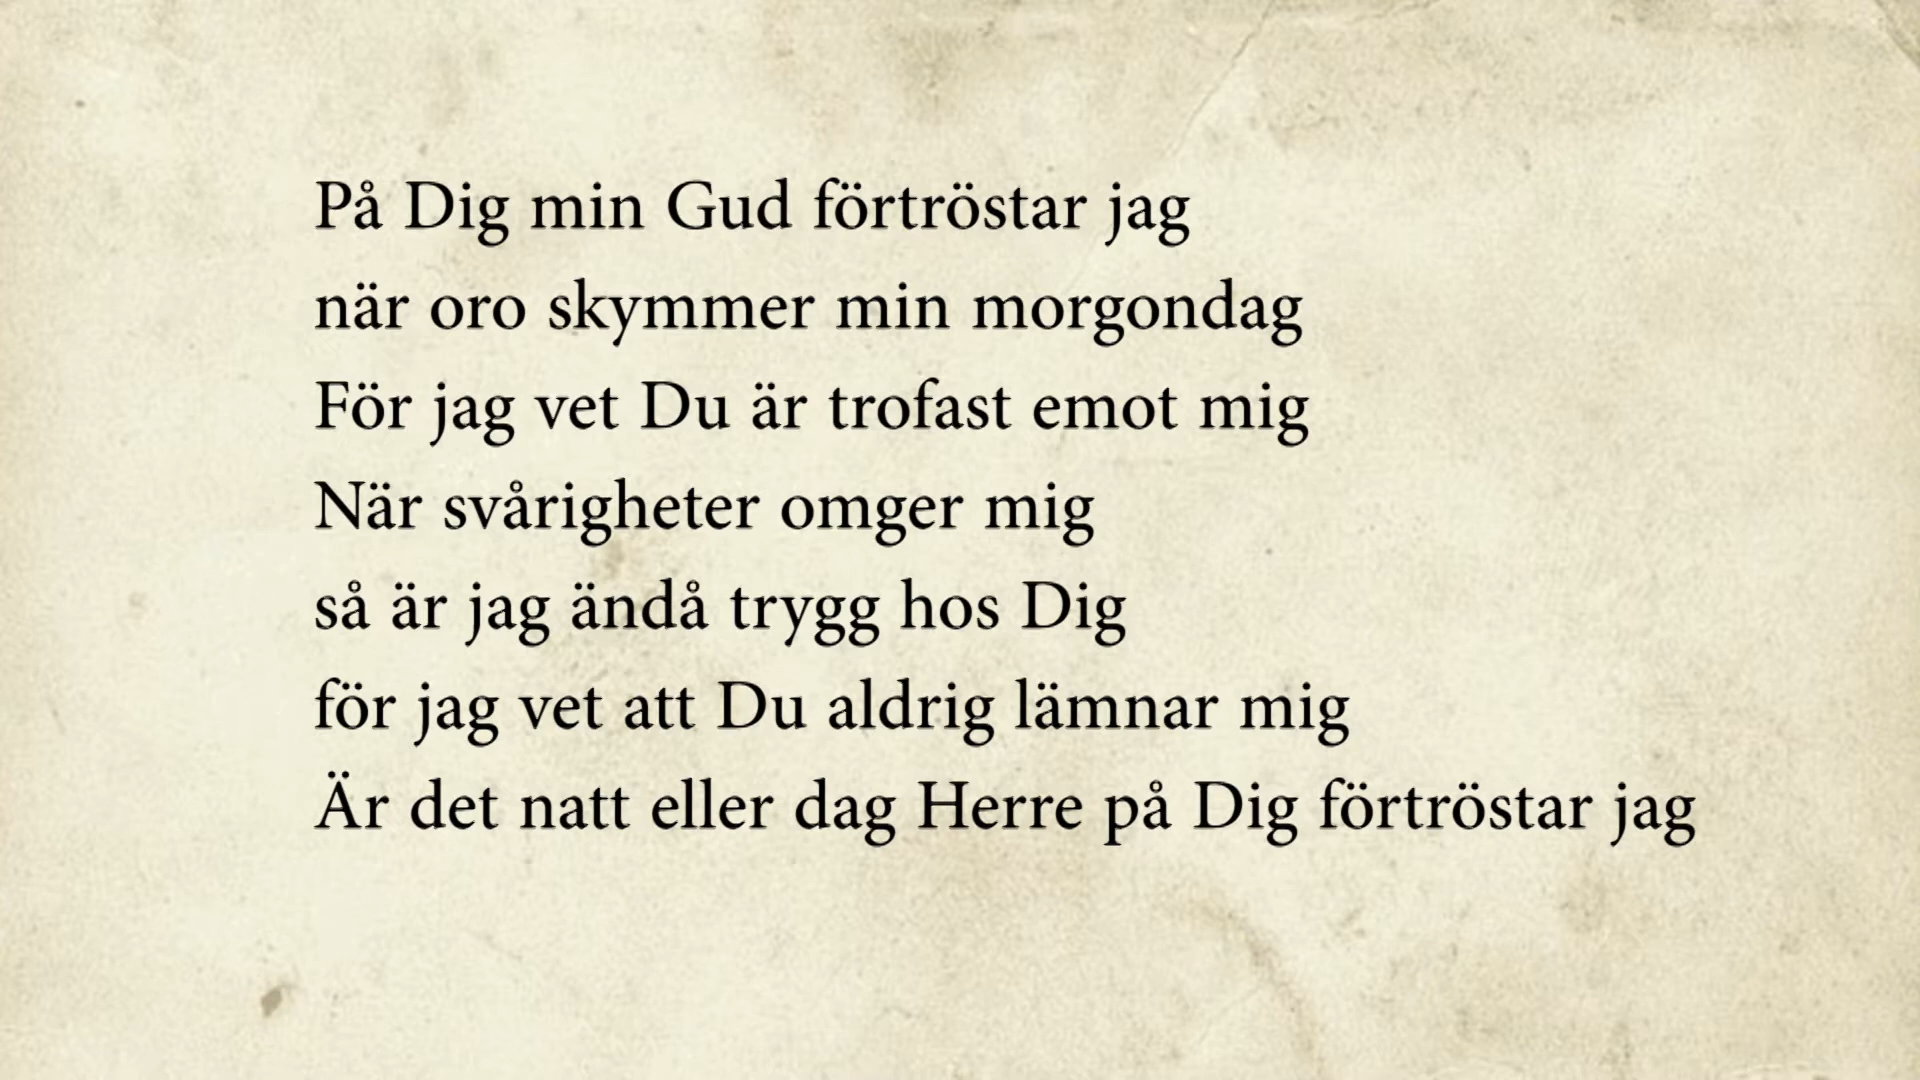 På Dig min Gud förtröstar jag
när oro skymmer min morgondag
För jag vet Du är trofast emot mig
När svårigheter omger mig
så är jag ändå trygg hos Dig
för jag vet att Du aldrig lämnar mig
Är det natt eller dag Herre på Dig förtröstar jag